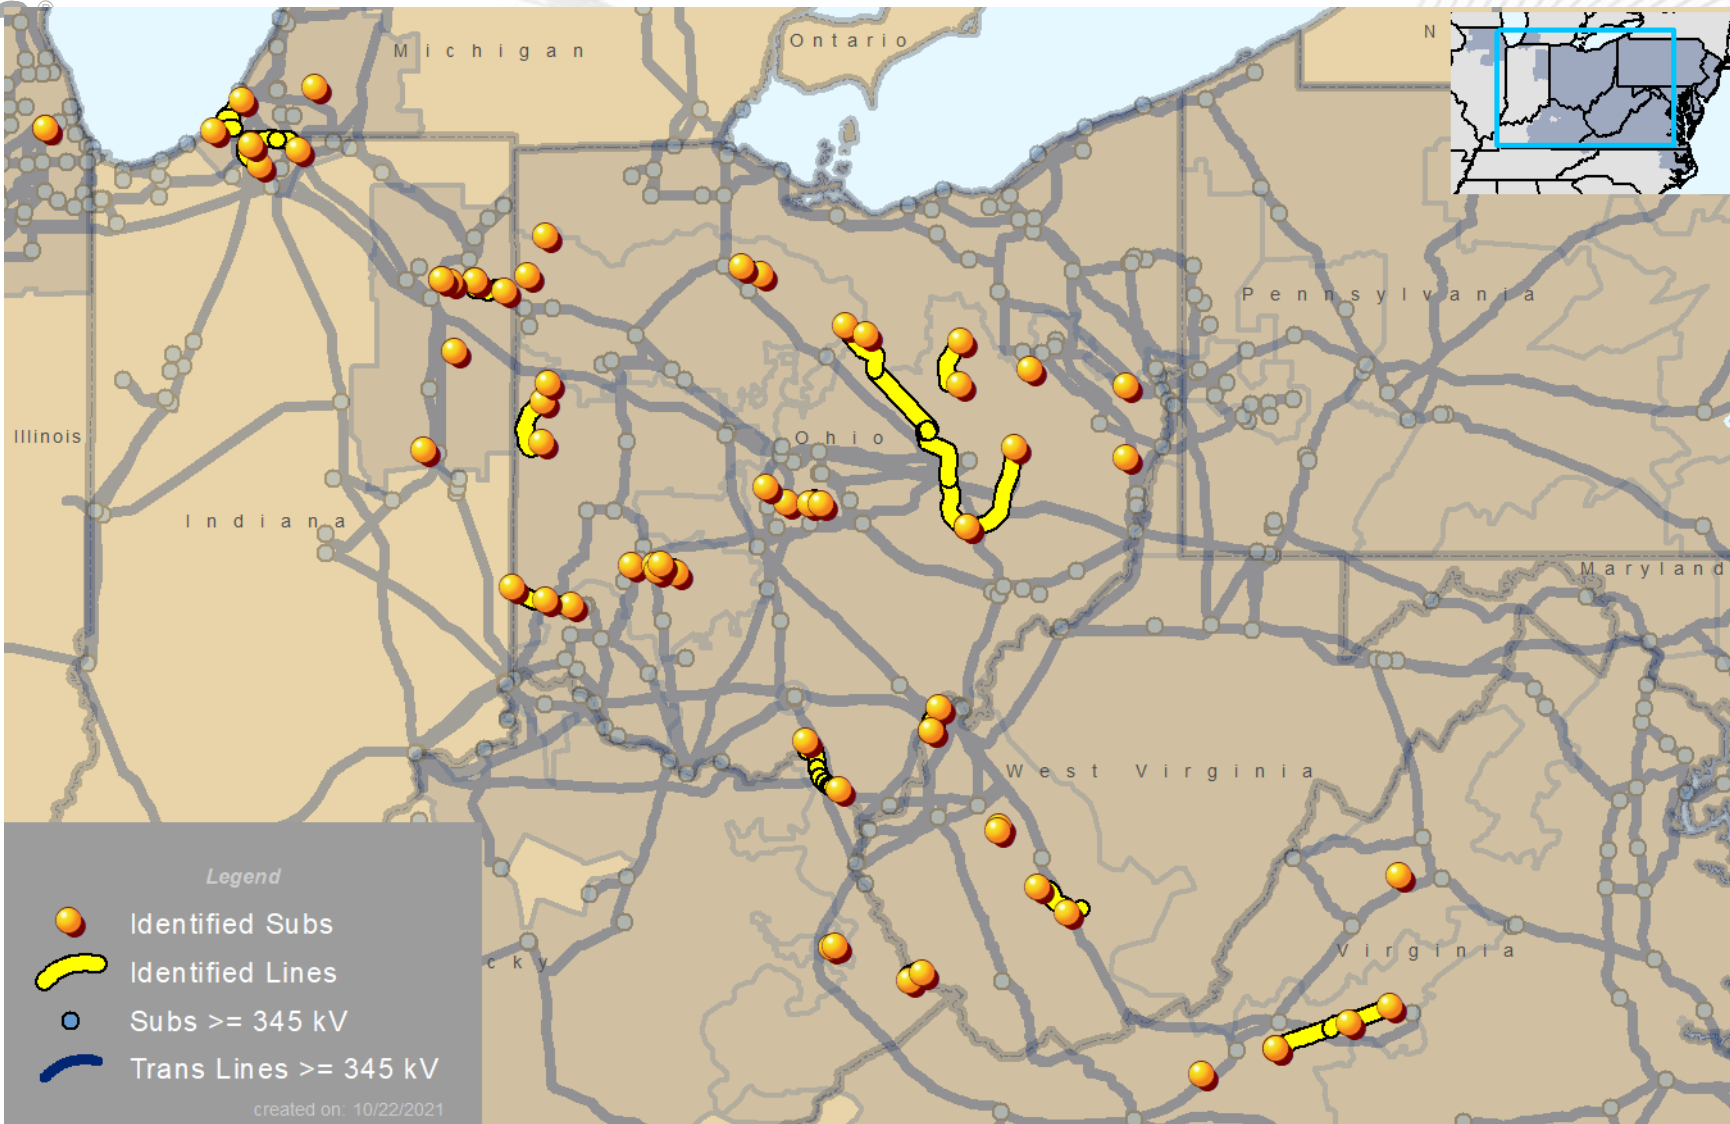 ®
Michigan
Ontario
N
Pennsylvania
Illinois
Ohio
Indiana
Maryland
West Virginia
Virginia
cky
Legend
Identified Subs
Identified Lines
Subs >= 345 kV
Trans Lines >= 345 kV
created on: 10/22/2021